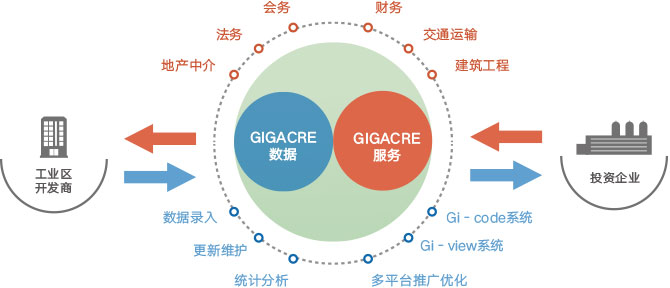 会务
财务
法务
交通运输
地产中介
建筑工程
GIGACRE
数据
GIGACRE
服务
工业区
开发商
投资企业
数据录入
Gi - code系统
更新维护
Gi - view系统
统计分析
多平台推广优化